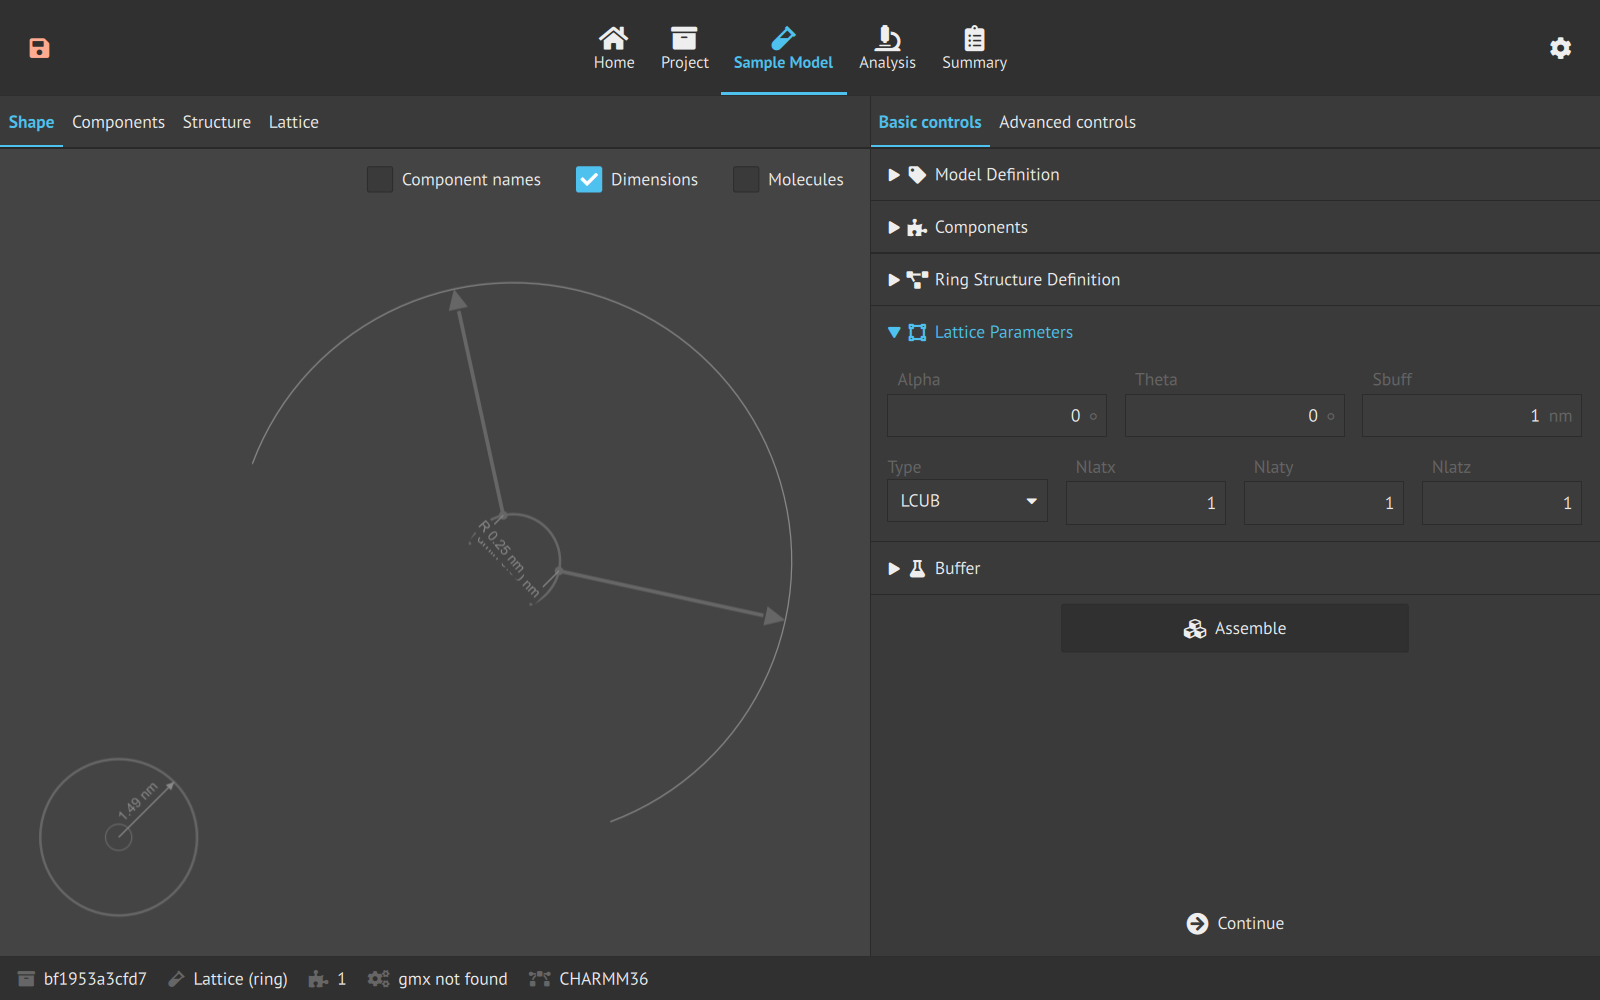 Home
Project
Sample Model
Analysis
Summary
Shape
Components
Structure
Lattice
Basic controls
Advanced controls
Component names
Dimensions
Molecules
R 0.25 nm
nm
1.49 nm
Model Definition
Components
Ring Structure Definition
Lattice Parameters
Alpha
Theta
Sbuff
0 °
0 °
1 nm
Type
Nlatx
Nlaty
Nlatz
LCUB
1
1
1
Buffer
Assemble
Continue
bf1953a3cfd7
Lattice (ring)
1
gmx not found
CHARMM36